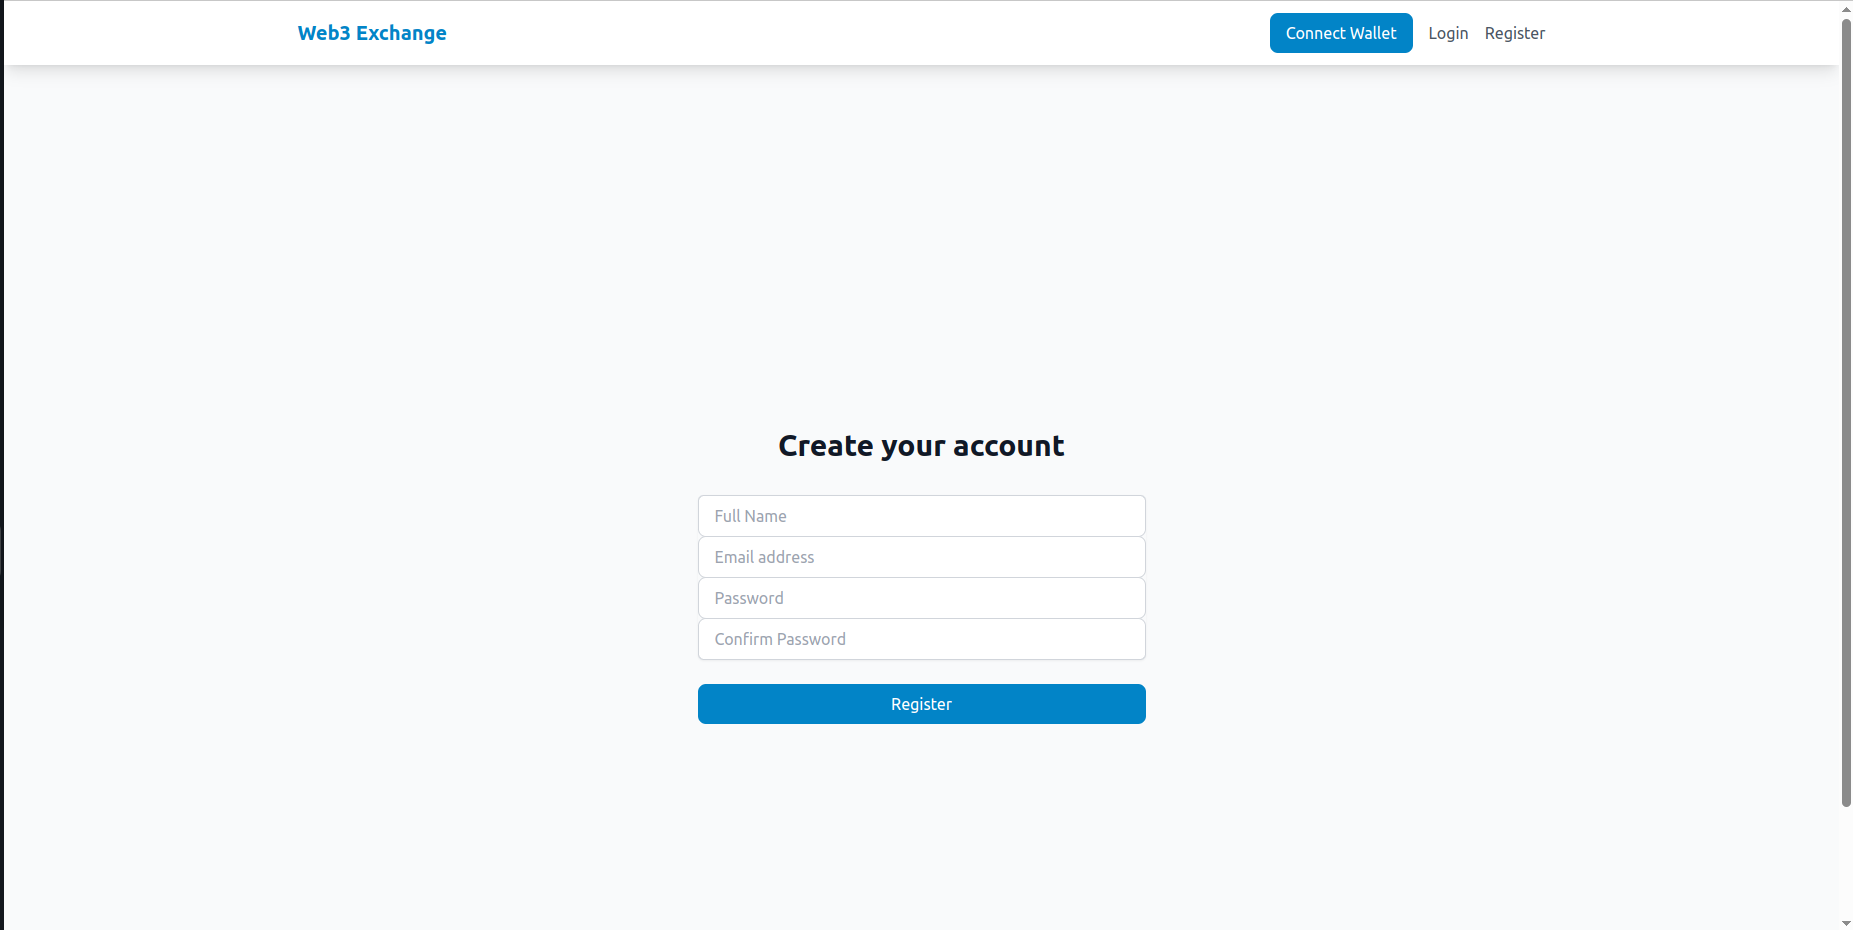 Web3 Exchange
Connect Wallet Login Register
Create your account
Full Name
Email address
Password
Confirm Password
Register